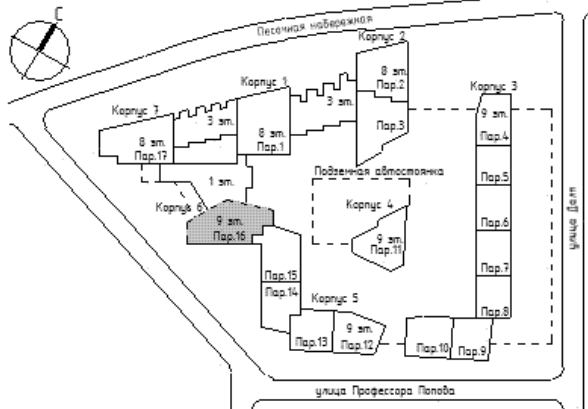 С
Песочная набережная
Корпус 2
8 эт.
Пар.2
Пар.3
Корпус 1
3 эт.
8 эт.
Пар.1
3 эт.
Корпус 7
8 эт.
Пар.17
1 эт.
Корпус 6
9 эт.
Пар.16
Корпус 3
9 эт.
Пар.4
Пар.5
Пар.6
Пар.7
Пар.8
Подземная автостоянка
Корпус 4
9 эт.
Пар.11
Пар.15
Пар.14
Корпус 5
9 эт.
Пар.13
Пар.12
Пар.10
Пар.9
улица Даля
улица Профессора Попова